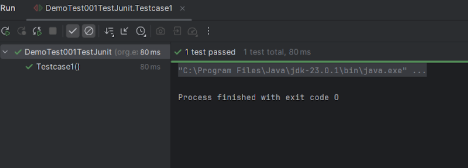 Run
DemoTest001TestJunit.Testcase1
DemoTest001TestJunit (org.e 80 ms
Testcase1() 80 ms
1 test passed 1 test total, 80 ms
"C:\Program Files\Java\jdk-23.0.1\bin\java.exe" ...
Process finished with exit code 0